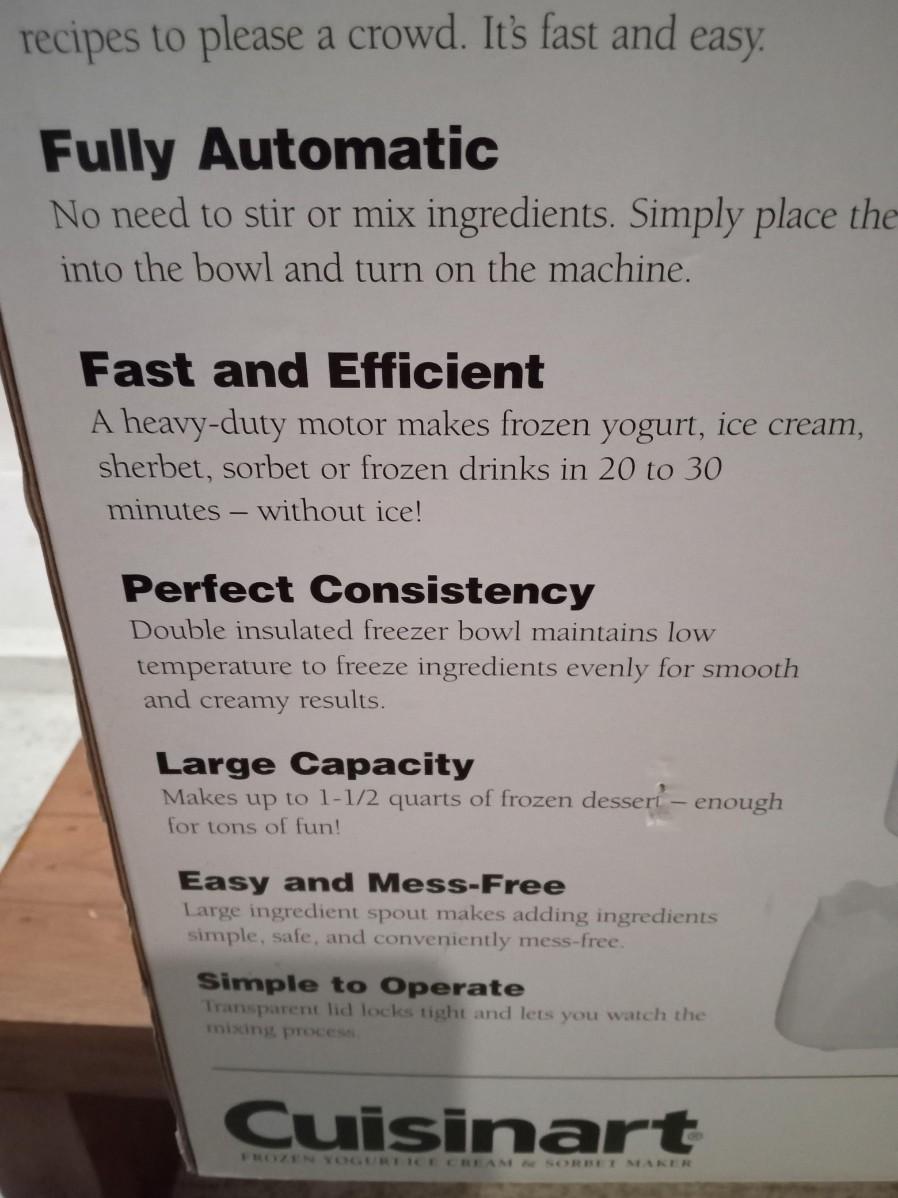 recipes to please a crowd. It's fast and easy.
Fully Automatic
No need to stir or mix ingredients. Simply place the
into the bowl and turn on the machine.
Fast and Efficient
A heavy-duty motor makes frozen yogurt, ice cream,
sherbet, sorbet or frozen drinks in 20 to 30
minutes – without ice!
Perfect Consistency
Double insulated freezer bowl maintains low
temperature to freeze ingredients evenly for smooth
and creamy results.
Large Capacity
Makes up to 1-1/2 quarts of frozen dessert – enough
for tons of fun!
Easy and Mess-Free
Large ingredient spout makes adding ingredients
simple, safe, and conveniently mess-free.
Simple to Operate
Transparent lid locks tight and lets you watch the
mixing process.
Cuisinart®
FROZEN YOGURT-ICE CREAM & SORBET MAKER